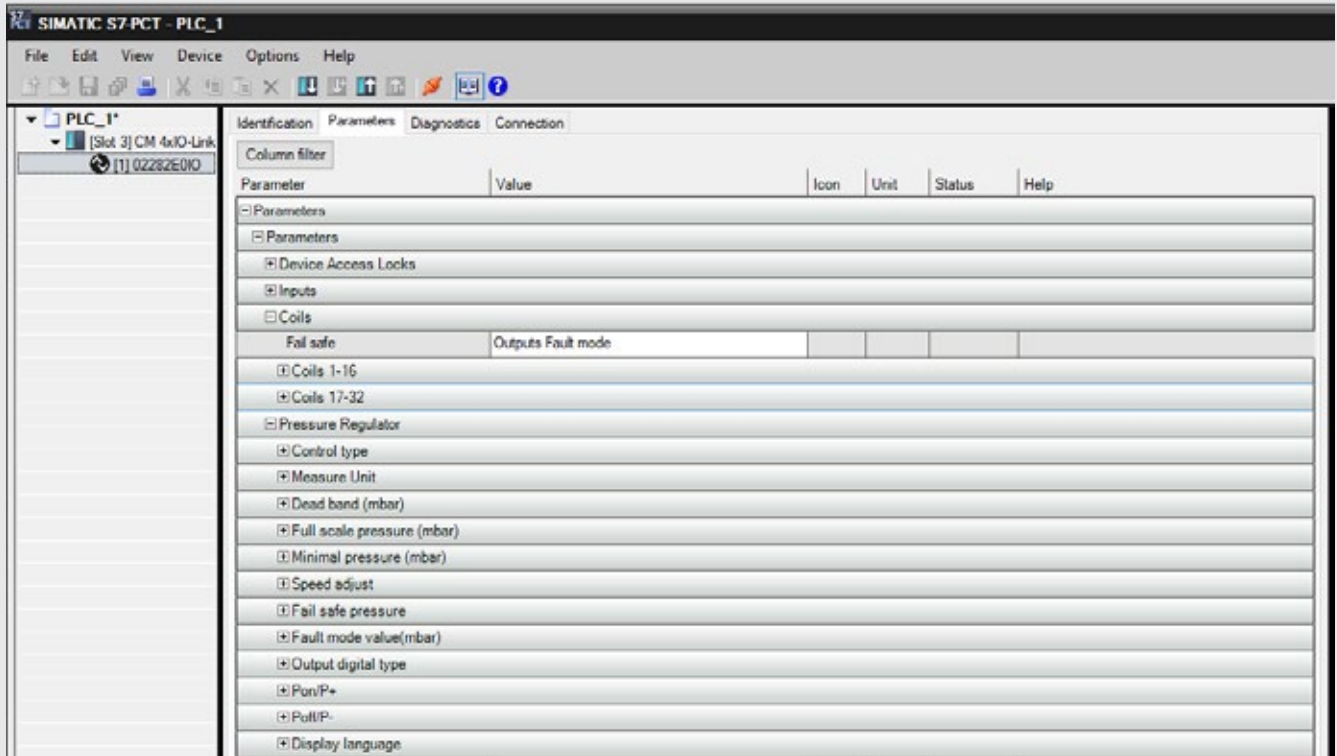 SIMATIC S7-PCT - PLC_1
File Edit View Device Options Help
PLC_1*
[Slot 3] CM 4xIO-Link
[1] 02282E0IO
Identification Parameters Diagnostics Connection
Column filter
Parameter Value Icon Unit Status Help
Parameters
Parameters
Device Access Locks
Inputs
Coils
Fail safe Outputs Fault mode
Coils 1-16
Coils 17-32
Pressure Regulator
Control type
Measure Unit
Dead band (mbar)
Full scale pressure (mbar)
Minimal pressure (mbar)
Speed adjust
Fail safe pressure
Fault mode value(mbar)
Output digital type
Pon/P+
Poff/P-
Display language